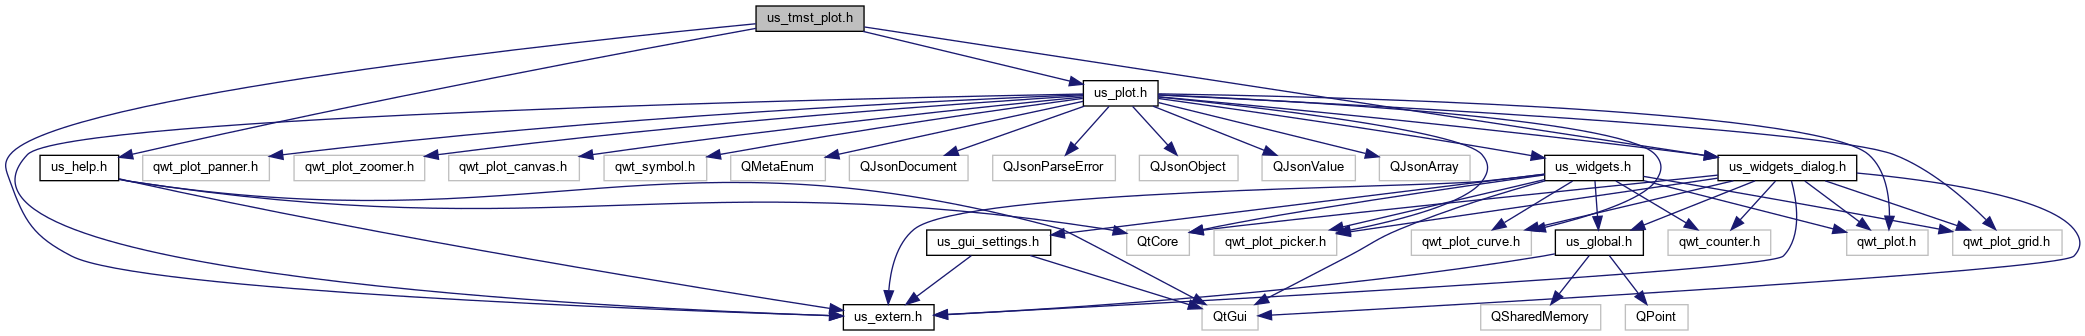 us_tmst_plot.h
us_plot.h
us_help.h
qwt_plot_panner.h
qwt_plot_zoomer.h
qwt_plot_canvas.h
qwt_symbol.h
QMetaEnum
QJsonDocument
QJsonParseError
QJsonObject
QJsonValue
QJsonArray
us_widgets.h
us_widgets_dialog.h
us_gui_settings.h
QtCore
qwt_plot_picker.h
qwt_plot_curve.h
us_global.h
qwt_counter.h
qwt_plot.h
qwt_plot_grid.h
us_extern.h
QtGui
QSharedMemory
QPoint